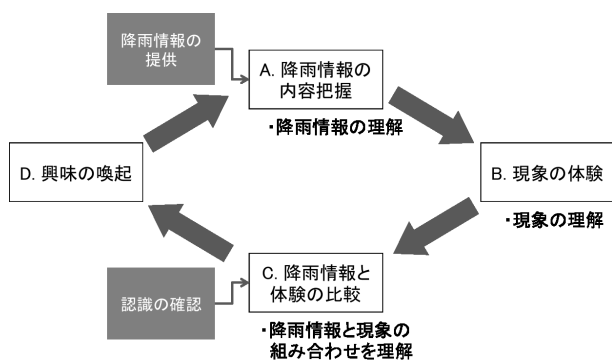 降雨情報の
提供
A. 降雨情報の
内容把握
・降雨情報の理解
D. 興味の喚起
B. 現象の体験
・現象の理解
C. 降雨情報と
体験の比較
認識の確認
・降雨情報と現象の
組み合わせを理解